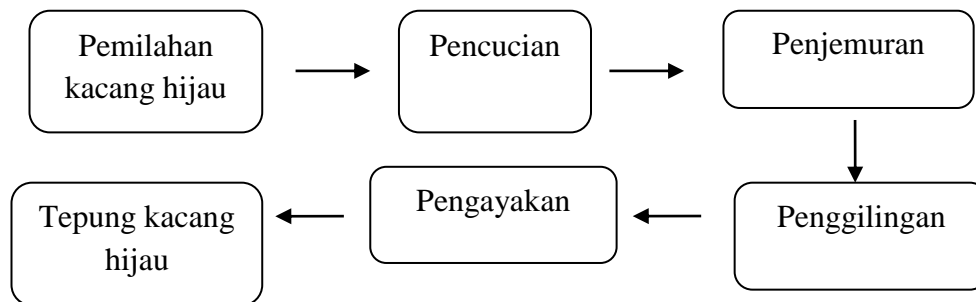 Pemilahan
kacang hijau
Pencucian
Penjemuran
Penggilingan
Pengayakan
Tepung kacang
hijau